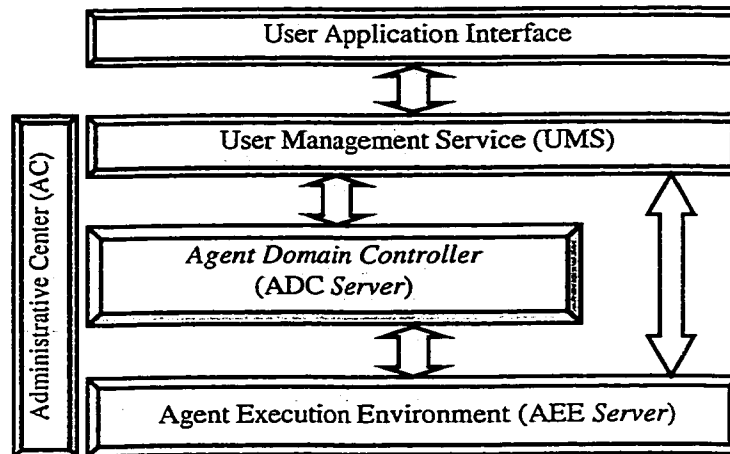 User Application Interface
User Management Service (UMS)
Administrative Center (AC)
Agent Domain Controller
(ADC Server)
Agent Execution Environment (AEE Server)